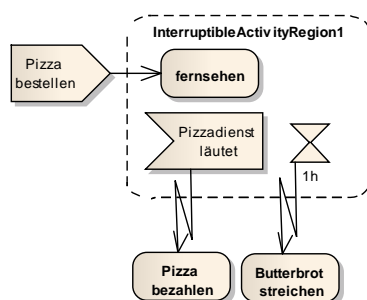 InterruptibleActivityRegion1
Pizza
bestellen
fernsehen
Pizzadienst
läutet
1h
Pizza
bezahlen
Butterbrot
streichen